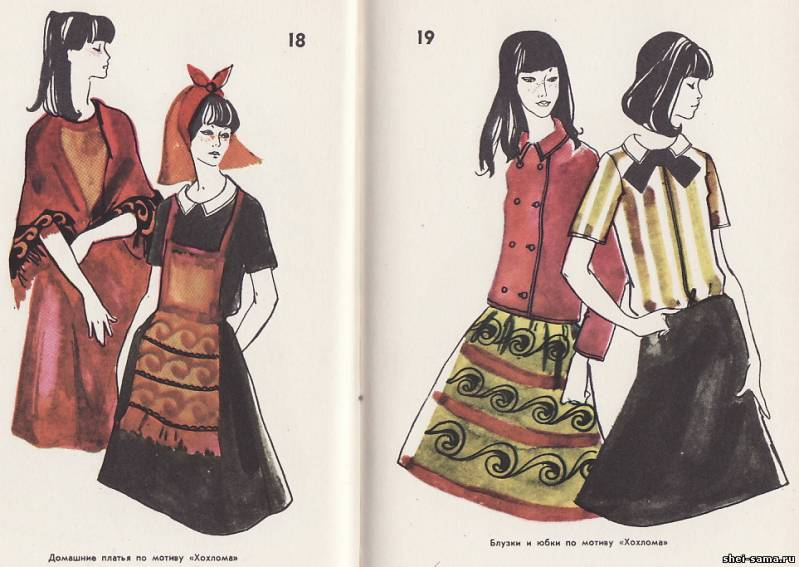 18
19
Домашние платья по мотиву «Хохлома»
Блузки и юбки по мотиву «Хохлома»
shei-sama.ru